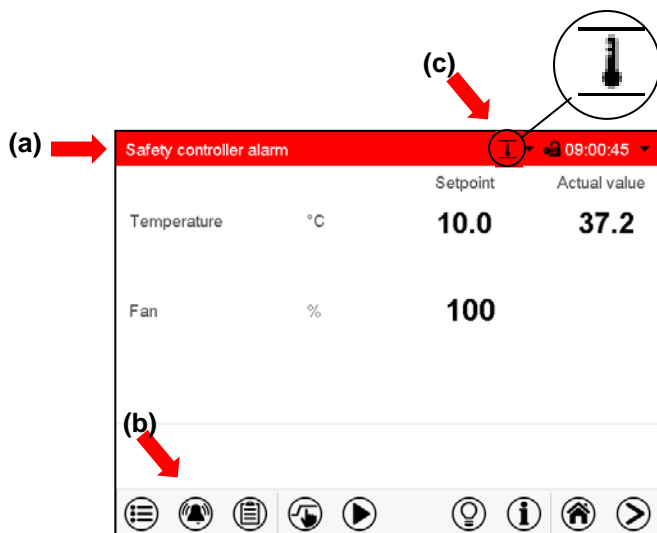 (c)
(a)
Safety controller alarm 09:00:45
Setpoint Actual value
Temperature °C 10.0 37.2
Fan % 100
(b)